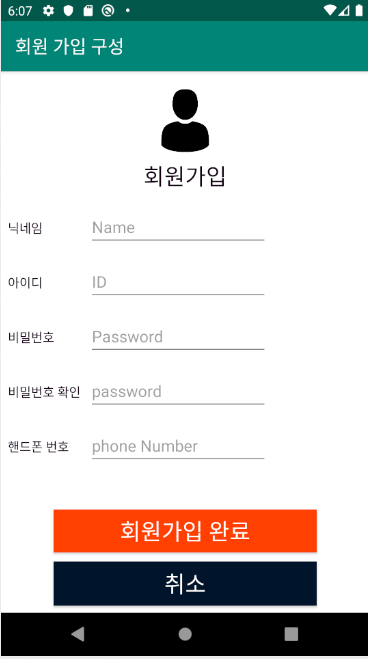 6:07
회원 가입 구성
회원가입
닉네임 Name
아이디 ID
비밀번호 Password
비밀번호 확인 password
핸드폰 번호 phone Number
회원가입 완료
취소